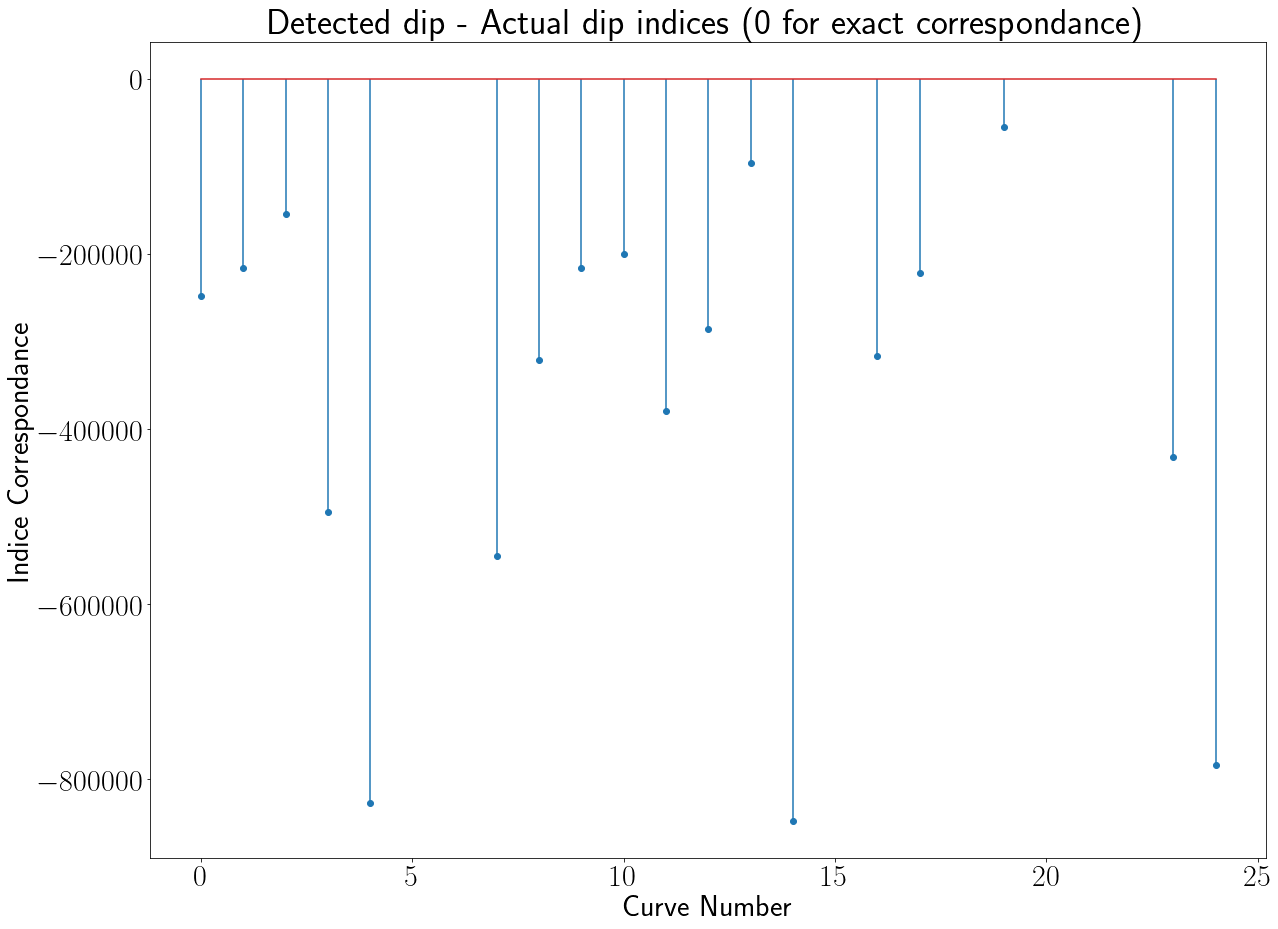 Detected dip - Actual dip indices (0 for exact correspondance)
0
−200000
−400000
−600000
−800000
Indice Correspondance
0 5 10 15 20 25
Curve Number